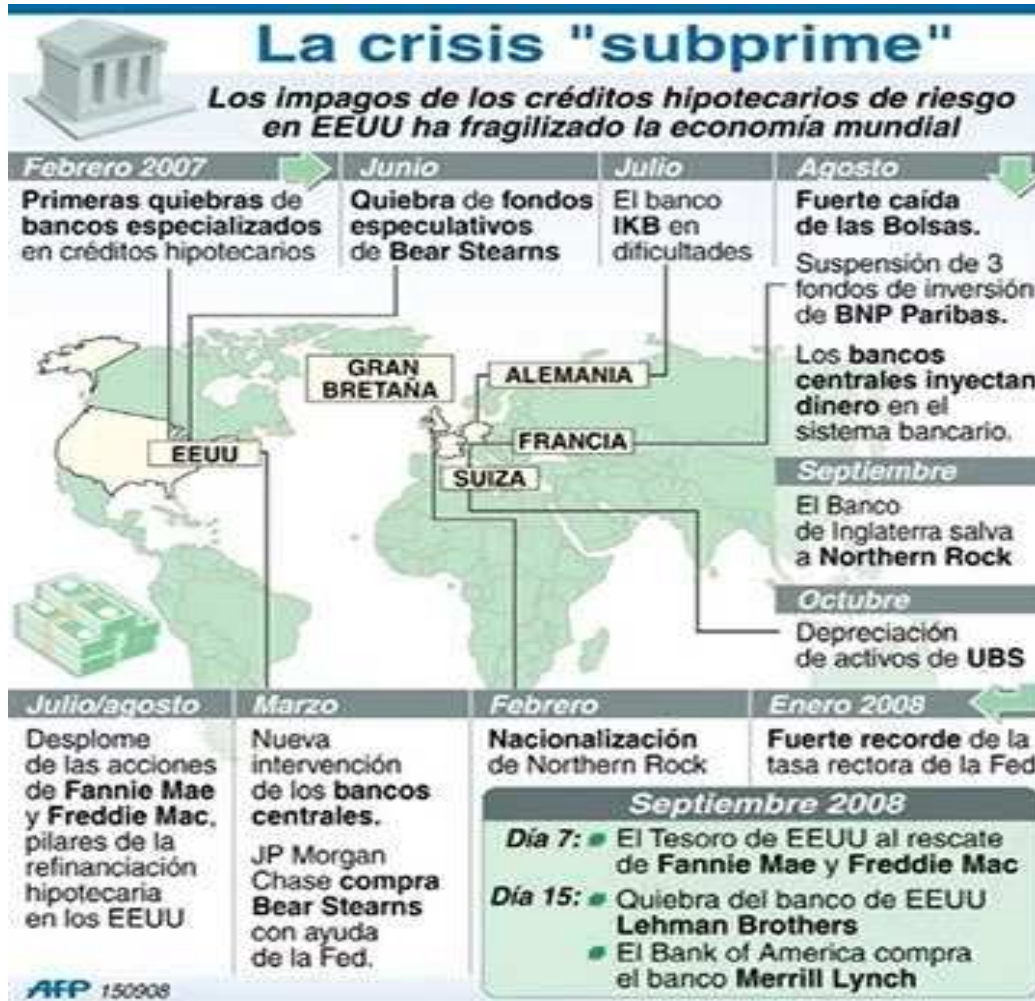 La crisis "subprime"
Los impagos de los créditos hipotecarios de riesgo
en EEUU ha fragilizado la economía mundial
Febrero 2007
Primeras quiebras de
bancos especializados
en créditos hipotecarios
Junio
Quiebra de fondos
especulativos
de Bear Stearns
Julio
El banco
IKB en
dificultades
Agosto
Fuerte caída
de las Bolsas.
Suspensión de 3
fondos de inversión
de BNP Paribas.
Los bancos
centrales inyectan
dinero en el
sistema bancario.
GRAN
BRETAÑA
ALEMANIA
FRANCIA
EEUU
SUIZA
Septiembre
El Banco
de Inglaterra salva
a Northern Rock
Octubre
Depreciación
de activos de UBS
Enero 2008
Fuerte recorde de la
tasa rectora de la Fed
Febrero
Nacionalización
de Northern Rock
Marzo
Nueva
intervención
de los bancos
centrales.
JP Morgan
Chase compra
Bear Stearns
con ayuda
de la Fed.
Julio/agosto
Desplome
de las acciones
de Fannie Mae
y Freddie Mac,
pilares de la
refinanciación
hipotecaria
en los EEUU
Septiembre 2008
Día 7: El Tesoro de EEUU al rescate
de Fannie Mae y Freddie Mac
Día 15: Quiebra del banco de EEUU
Lehman Brothers
El Bank of America compra
el banco Merrill Lynch
AFP 150908